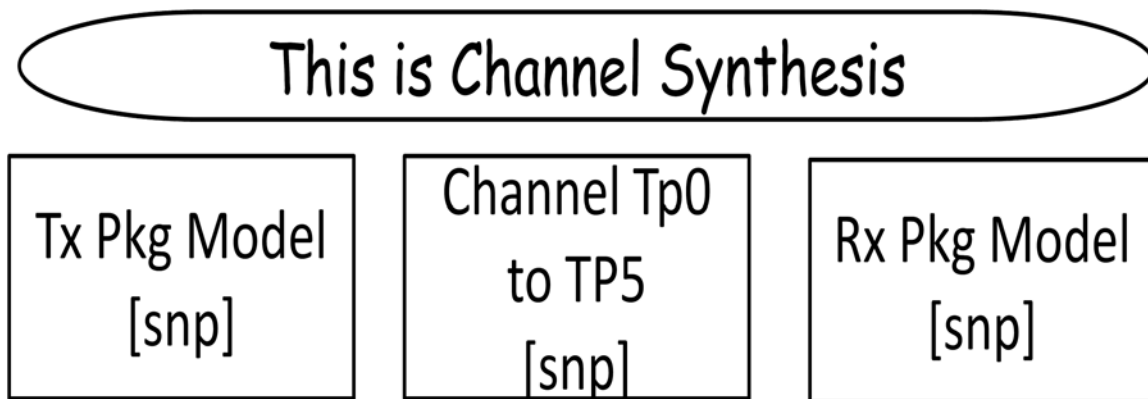 This is Channel Synthesis
Tx Pkg Model
[snp]
Channel Tp0
to TP5
[snp]
Rx Pkg Model
[snp]